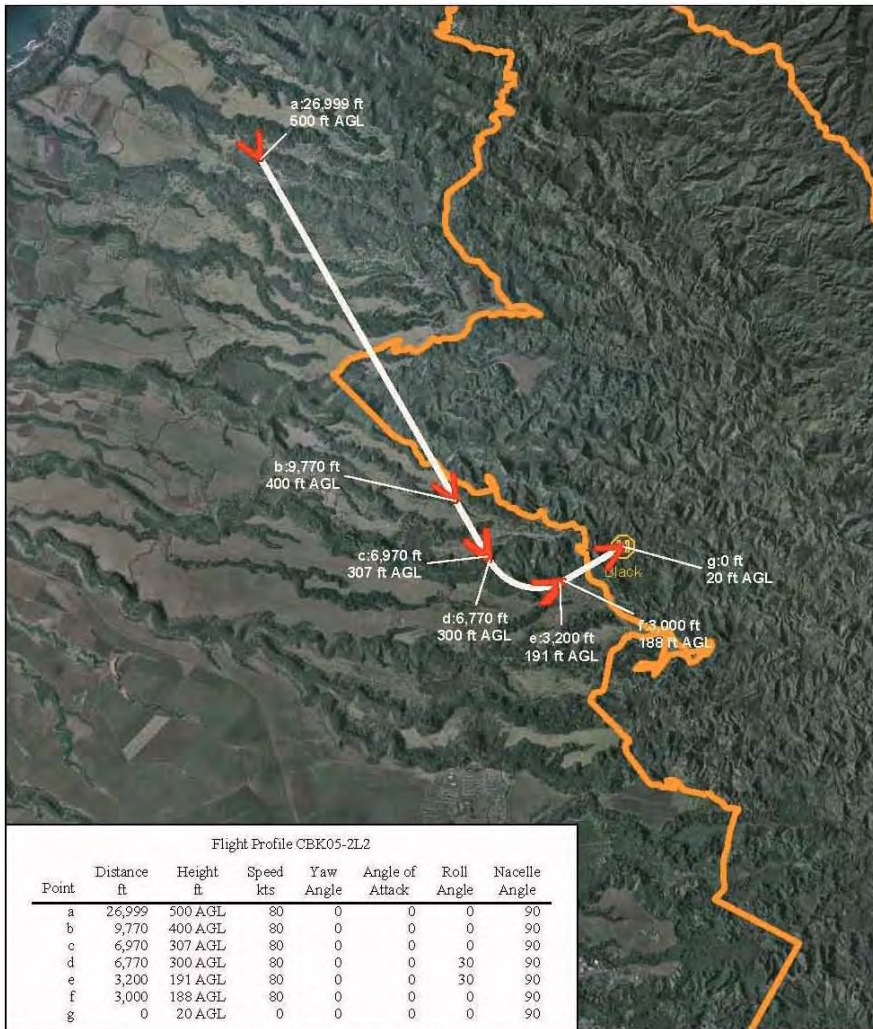 a:26,999 ft
500 ft AGL
b:9,770 ft
400 ft AGL
c:6,970 ft
307 ft AGL
d:6,770 ft
300 ft AGL
e:3,200 ft
191 ft AGL
f:3,000 ft
188 ft AGL
g:0 ft
20 ft AGL
Black
Flight Profile CBK05-2L2
Point Distance ft Height ft Speed kts Yaw Angle Angle of Attack Roll Angle Nacelle Angle
a 26,999 500 AGL 80 0 0 0 90
b 9,770 400 AGL 80 0 0 0 90
c 6,970 307 AGL 80 0 0 0 90
d 6,770 300 AGL 80 0 0 30 90
e 3,200 191 AGL 80 0 0 30 90
f 3,000 188 AGL 80 0 0 0 90
g 0 20 AGL 0 0 0 0 90